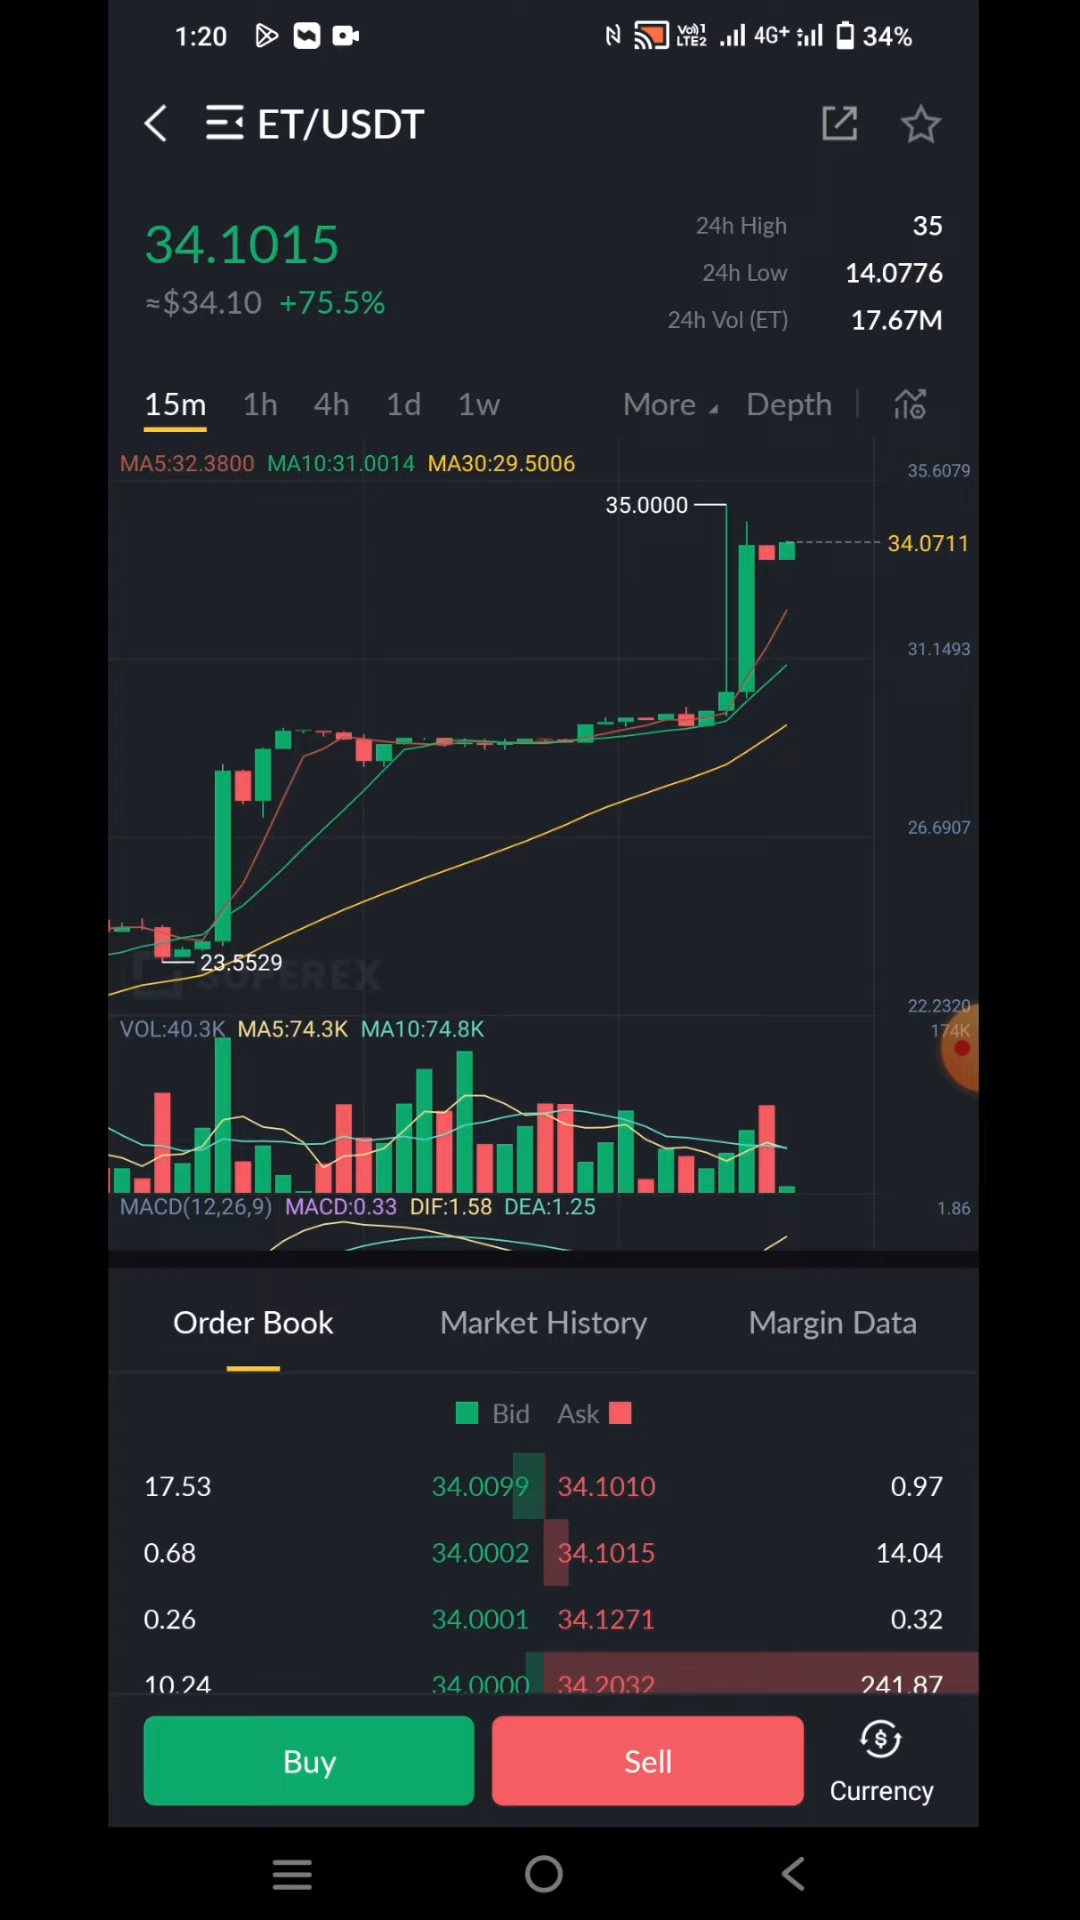 1:20 Vol)1 LTE2 4G+ 34%
ET/USDT
34.1015
≈$34.10 +75.5%
24h High 35
24h Low 14.0776
24h Vol (ET) 17.67M
15m 1h 4h 1d 1w More Depth
MA5:32.3800 MA10:31.0014 MA30:29.5006
35.6079
35.0000
34.0711
31.1493
26.6907
23.5529
SUPEREX
22.2320
VOL:40.3K MA5:74.3K MA10:74.8K
174K
MACD(12,26,9) MACD:0.33 DIF:1.58 DEA:1.25
1.86
Order Book Market History Margin Data
Bid Ask
17.53 34.0099 34.1010 0.97
0.68 34.0002 34.1015 14.04
0.26 34.0001 34.1271 0.32
10.24 34.0000 34.2032 241.87
Buy Sell Currency